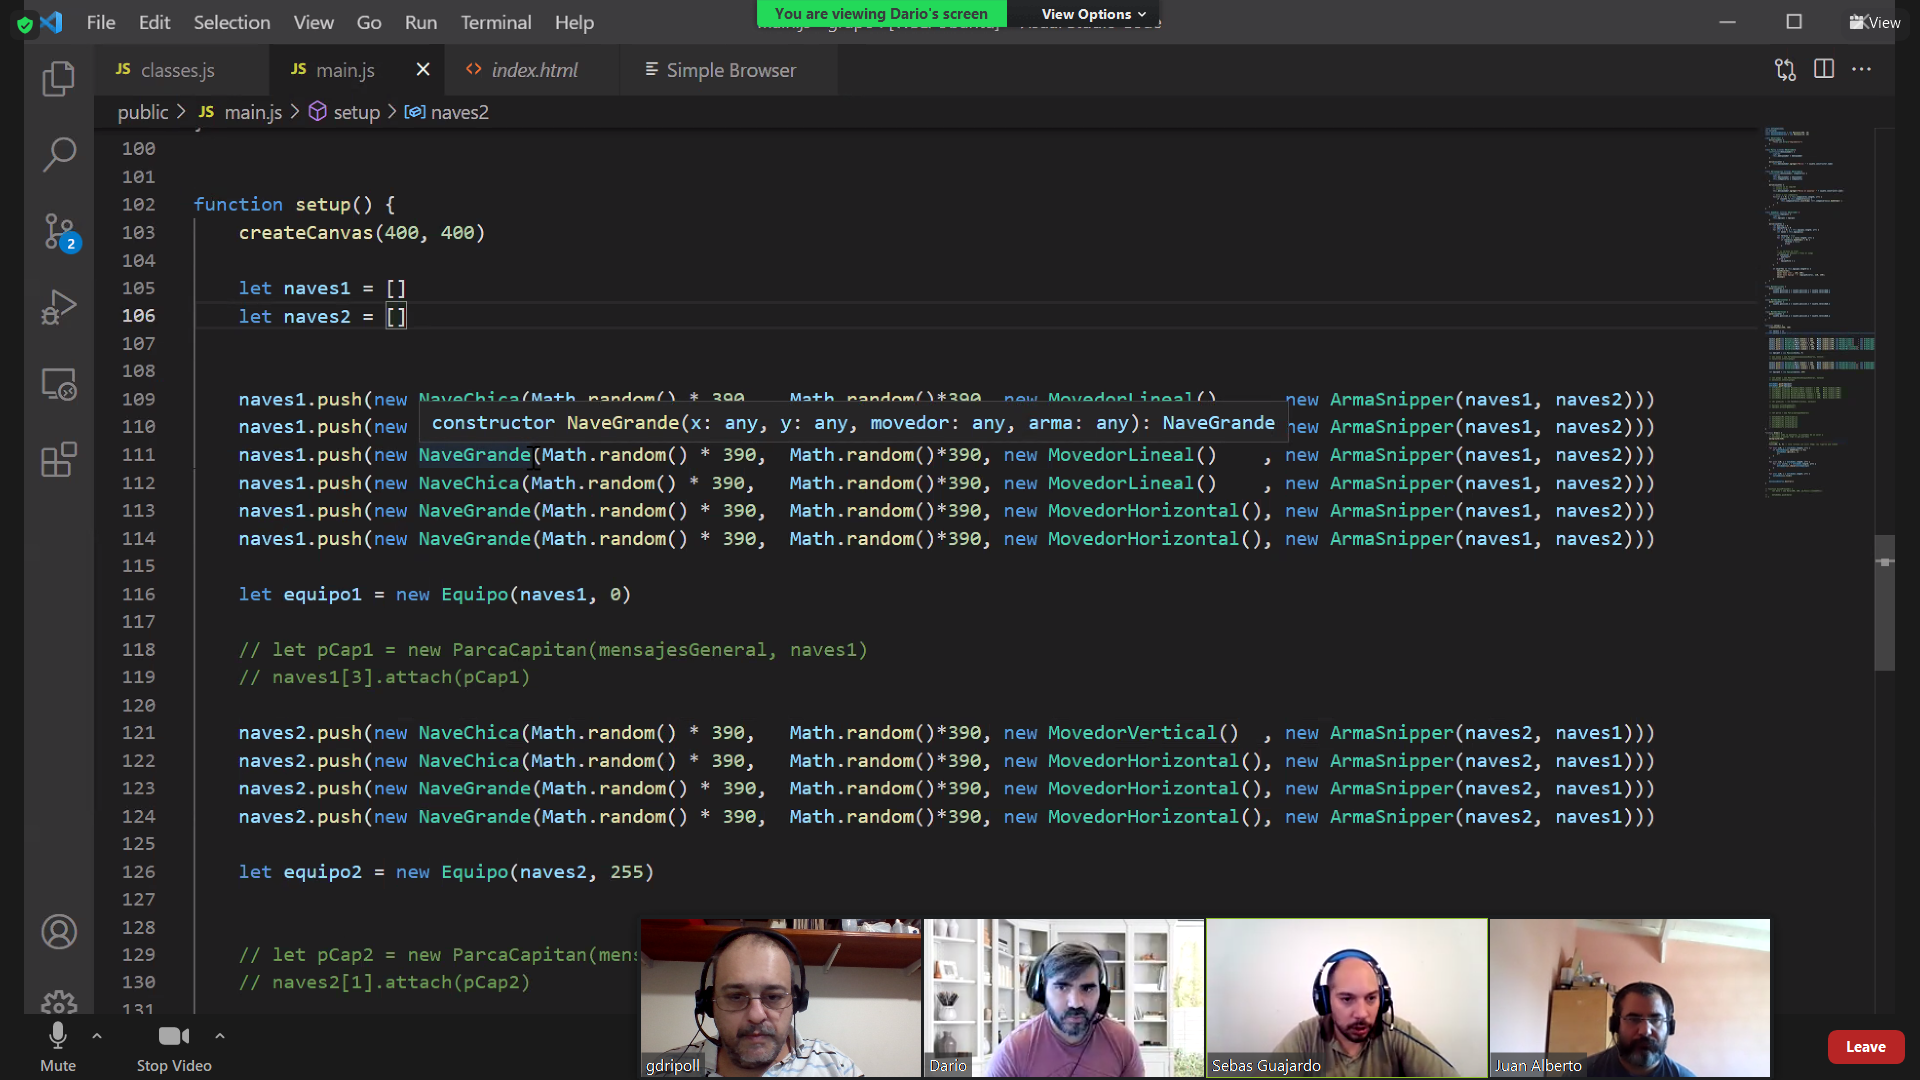 You are viewing Dario's screen
View Options
View
File Edit Selection View Go Run Terminal Help
JS classes.js
JS main.js
<> index.html
Simple Browser
public > JS main.js > setup > naves2
2
100
101
102 function setup() {
103 createCanvas(400, 400)
104
105 let naves1 = []
106 let naves2 = []
107
108
109 naves1.push(new NaveChica(Math.random() * 390, Math.random()*390, new MovedorLineal() , new ArmaSnipper(naves1, naves2)))
constructor NaveGrande(x: any, y: any, movedor: any, arma: any): NaveGrande
110 naves1.push(new , new ArmaSnipper(naves1, naves2)))
111 naves1.push(new NaveGrande(Math.random() * 390, Math.random()*390, new MovedorLineal() , new ArmaSnipper(naves1, naves2)))
112 naves1.push(new NaveChica(Math.random() * 390, Math.random()*390, new MovedorLineal() , new ArmaSnipper(naves1, naves2)))
113 naves1.push(new NaveGrande(Math.random() * 390, Math.random()*390, new MovedorHorizontal(), new ArmaSnipper(naves1, naves2)))
114 naves1.push(new NaveGrande(Math.random() * 390, Math.random()*390, new MovedorHorizontal(), new ArmaSnipper(naves1, naves2)))
115
116 let equipo1 = new Equipo(naves1, 0)
117
118 // let pCap1 = new ParcaCapitan(mensajesGeneral, naves1)
119 // naves1[3].attach(pCap1)
120
121 naves2.push(new NaveChica(Math.random() * 390, Math.random()*390, new MovedorVertical() , new ArmaSnipper(naves2, naves1)))
122 naves2.push(new NaveChica(Math.random() * 390, Math.random()*390, new MovedorHorizontal(), new ArmaSnipper(naves2, naves1)))
123 naves2.push(new NaveGrande(Math.random() * 390, Math.random()*390, new MovedorHorizontal(), new ArmaSnipper(naves2, naves1)))
124 naves2.push(new NaveGrande(Math.random() * 390, Math.random()*390, new MovedorHorizontal(), new ArmaSnipper(naves2, naves1)))
125
126 let equipo2 = new Equipo(naves2, 255)
127
128
129 // let pCap2 = new ParcaCapitan(mens
130 // naves2[1].attach(pCap2)
131
Mute
Stop Video
gdripoll
Dario
Sebas Guajardo
Juan Alberto
Leave